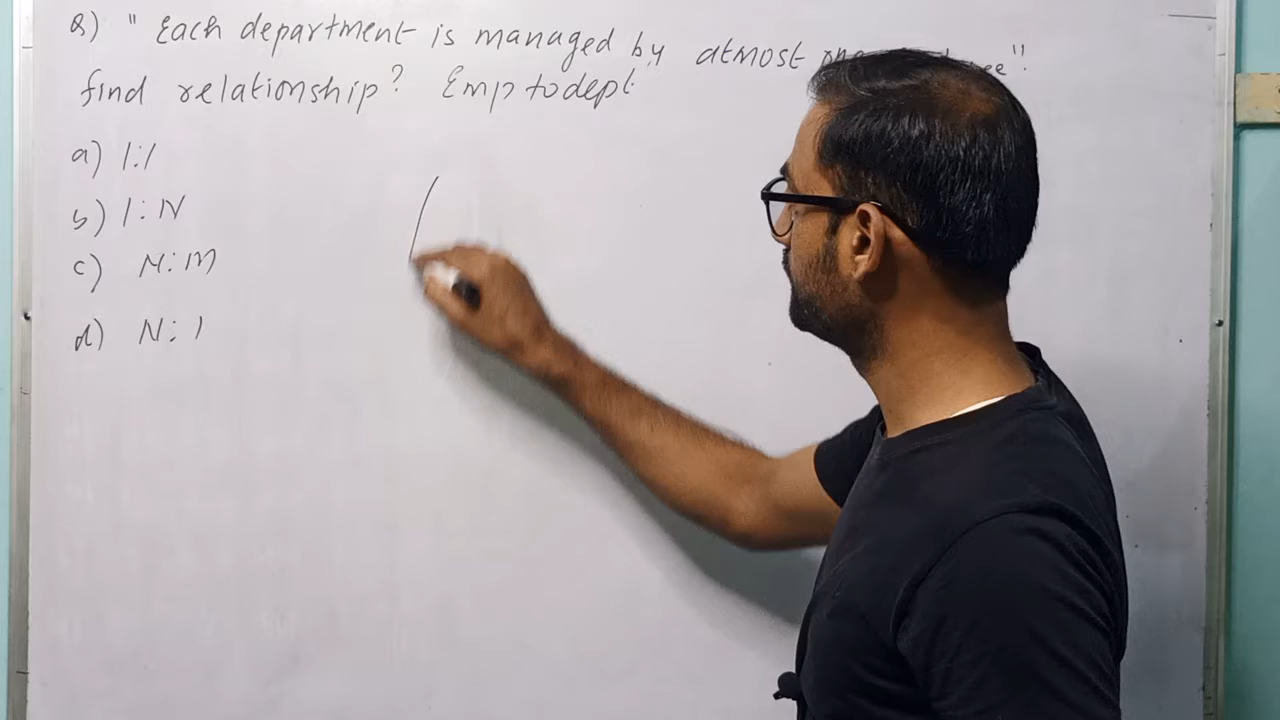 Q) " Each department is managed by atmost ".
find relationship? Emp to dept
a) 1:1
b) 1:N
c) N:M
d) N:1